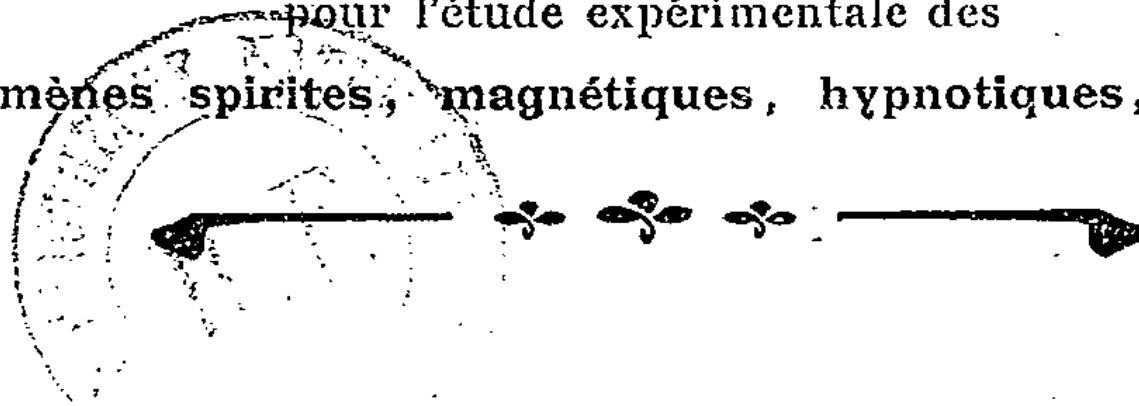 pour l'étude expérimentale des
mènes spirites, magnétiques, hypnotiques,